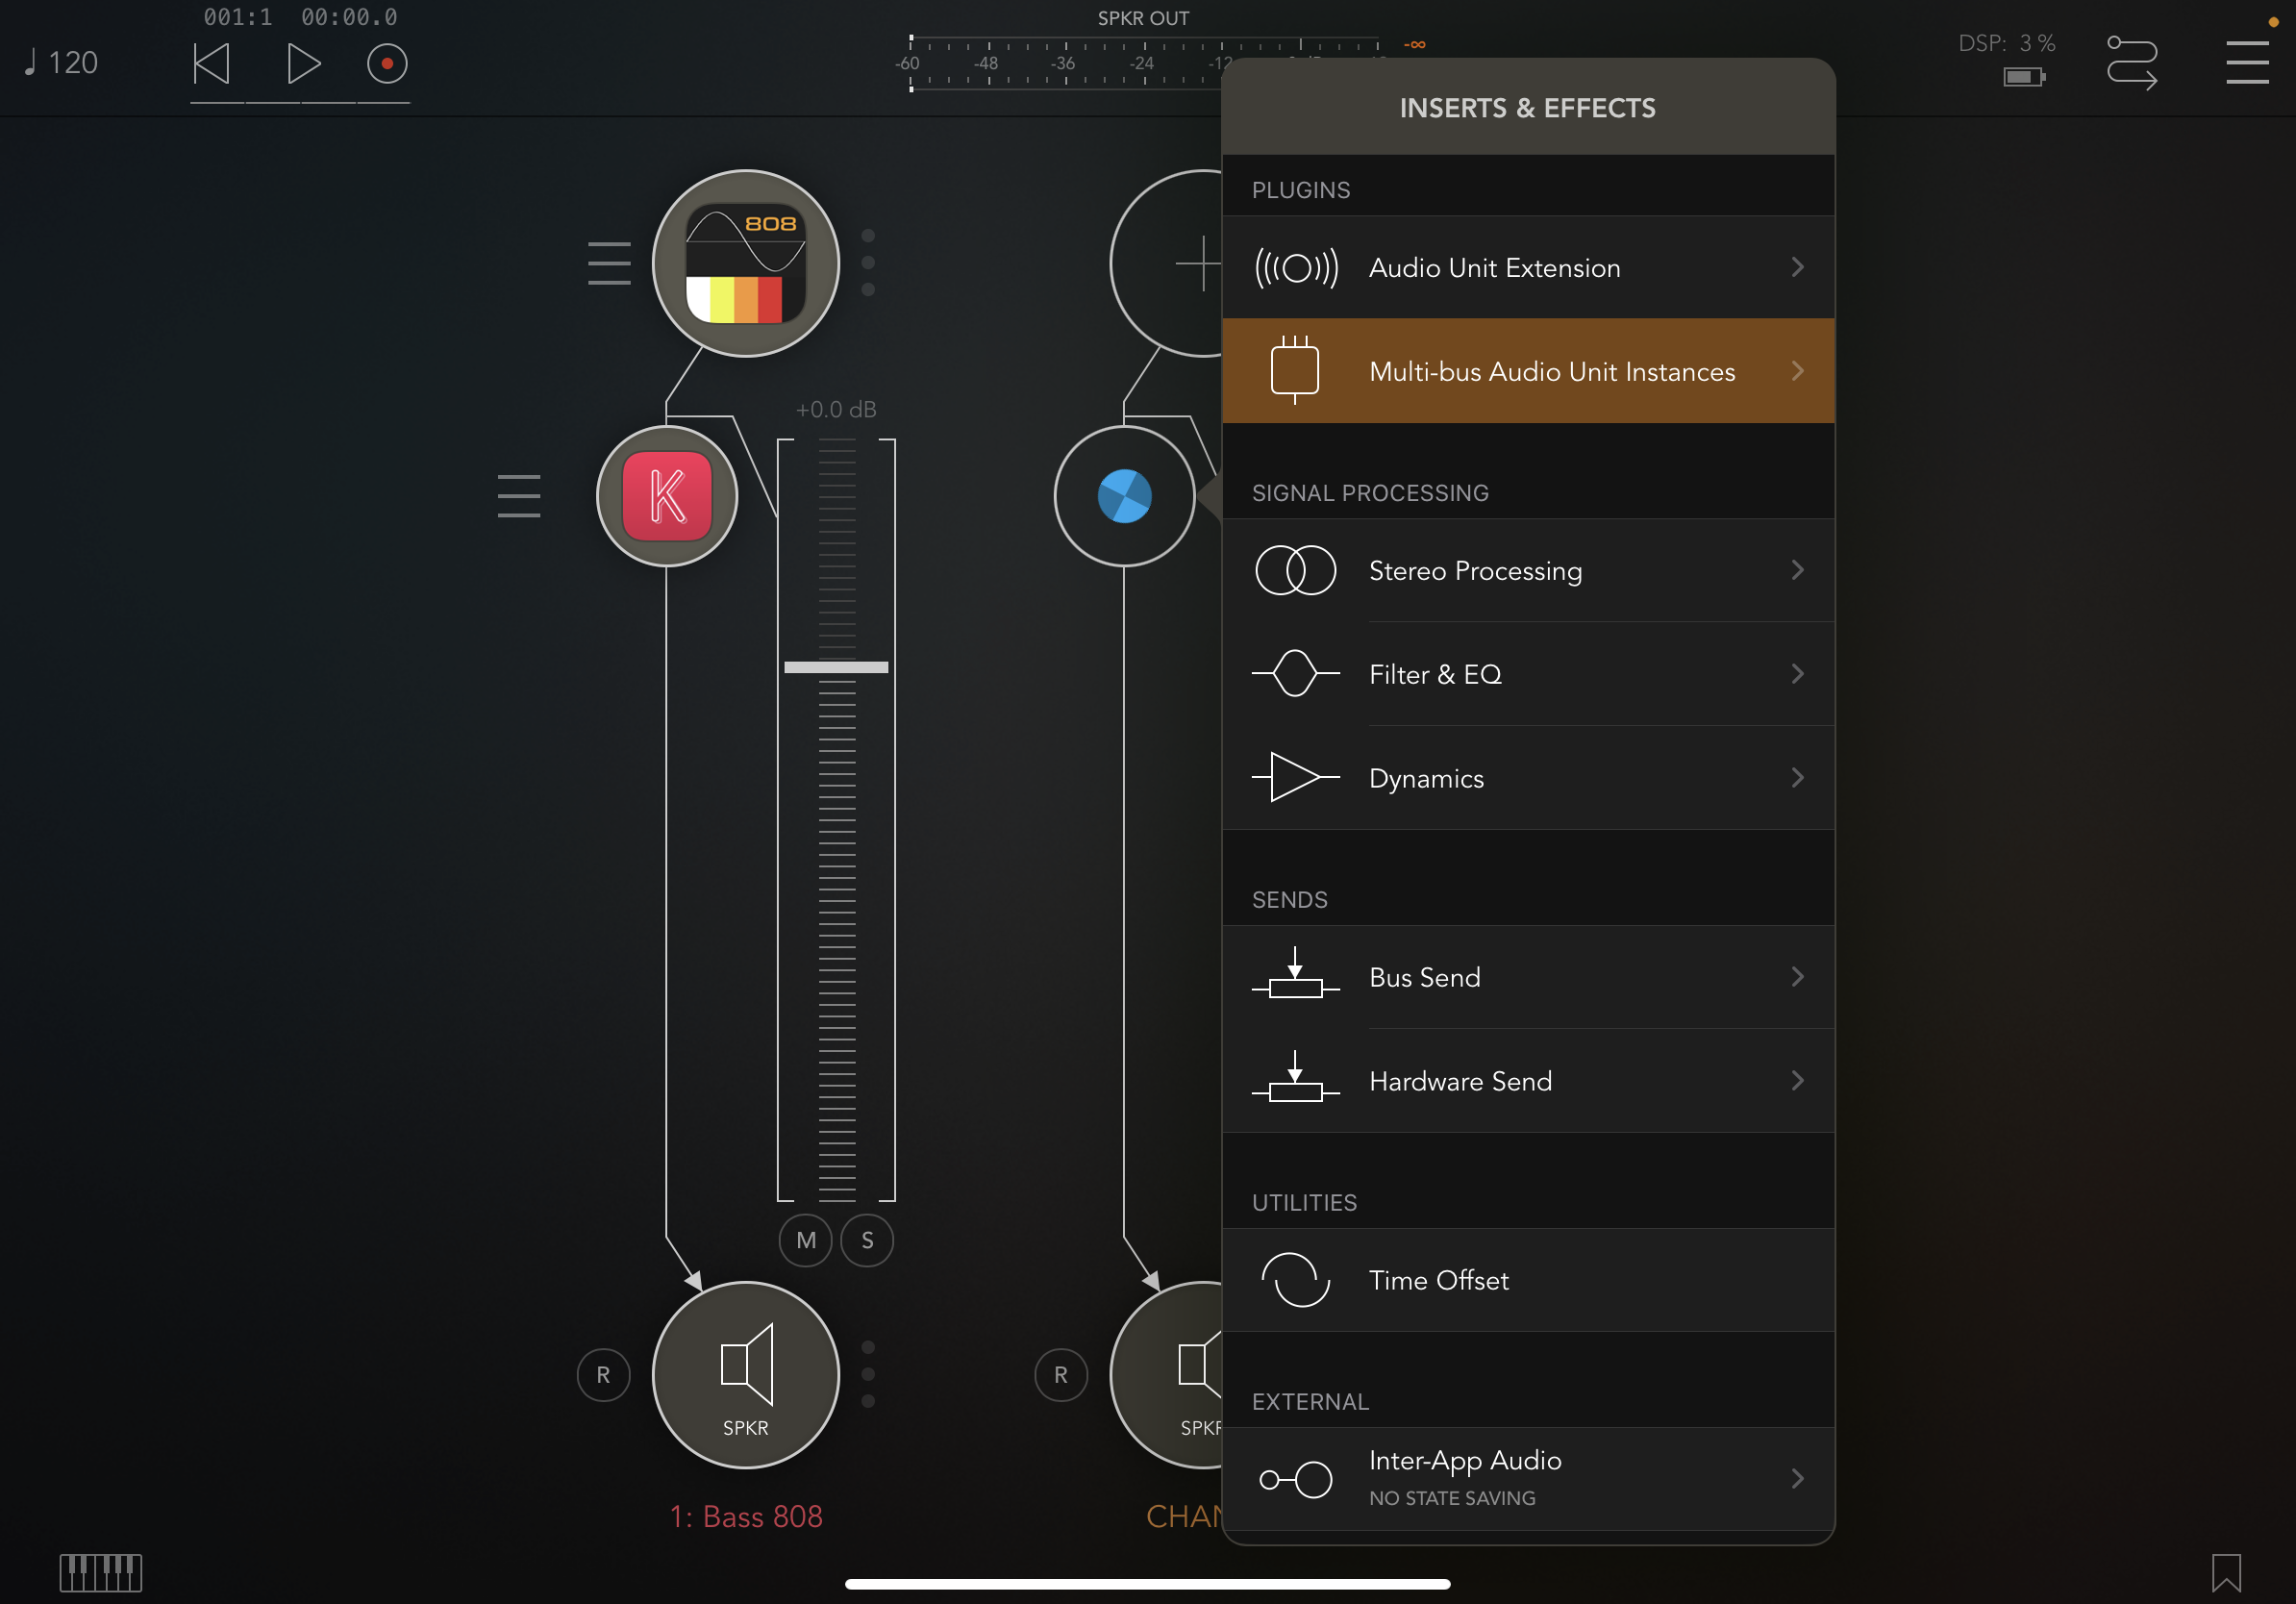 001:1 00:00.0
120
SPKR OUT
-∞
-60 -48 -36 -24 -12
DSP: 3 %
INSERTS & EFFECTS
PLUGINS
Audio Unit Extension
Multi-bus Audio Unit Instances
SIGNAL PROCESSING
Stereo Processing
Filter & EQ
Dynamics
SENDS
Bus Send
Hardware Send
UTILITIES
Time Offset
EXTERNAL
Inter-App Audio
NO STATE SAVING
808
+0.0 dB
K
M S
R
SPKR
1: Bass 808
R
SPKR
CHAN